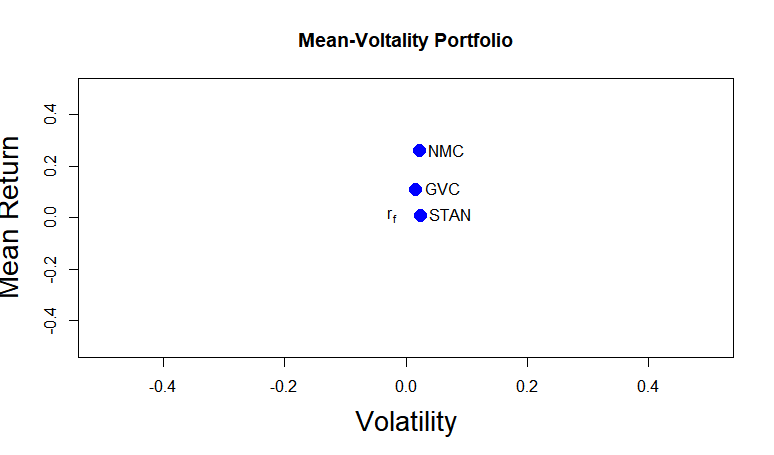 Mean-Voltality Portfolio
Mean Return
0.4
0.2
0.0
-0.2
-0.4
NMC
GVC
rf
STAN
-0.4
-0.2
0.0
0.2
0.4
Volatility